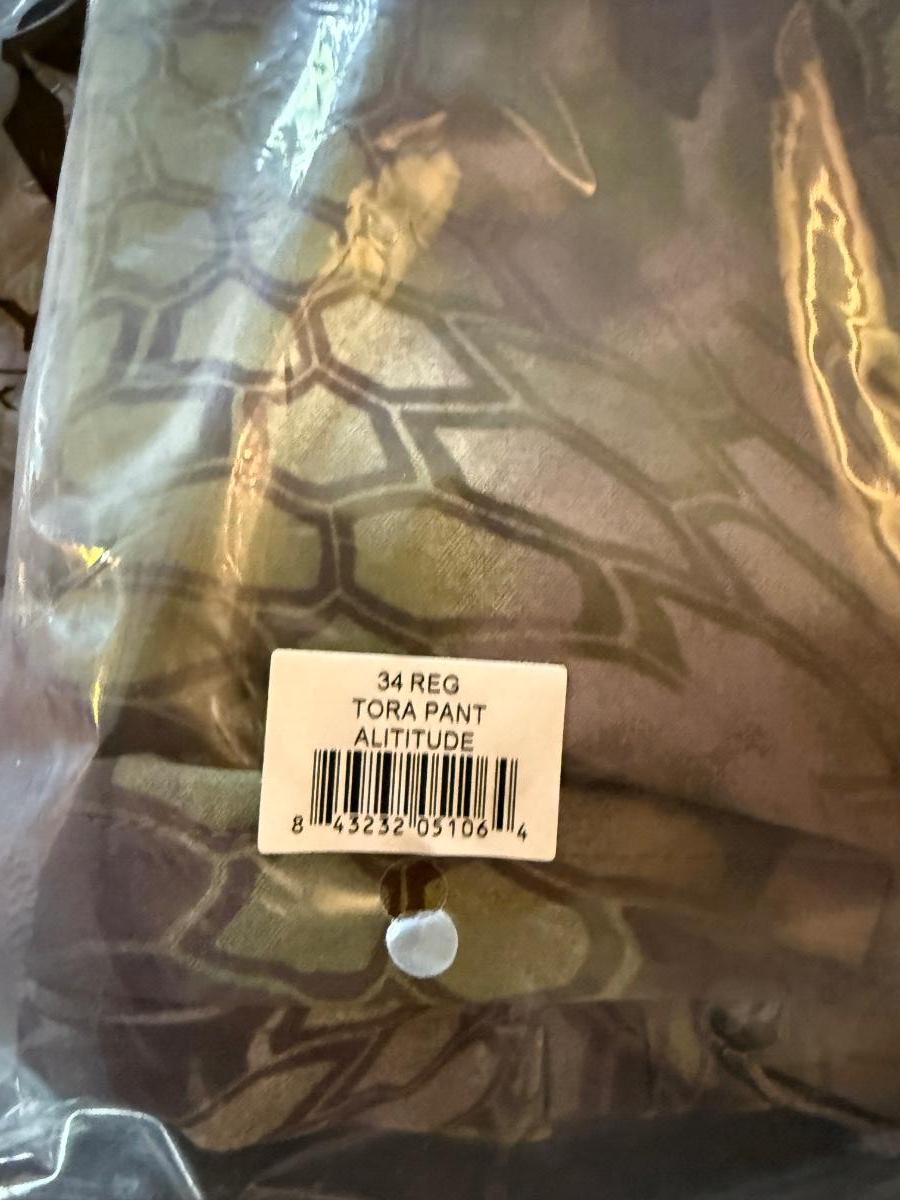 34 REG
TORA PANT
ALITITUDE
8 43232 05106 4